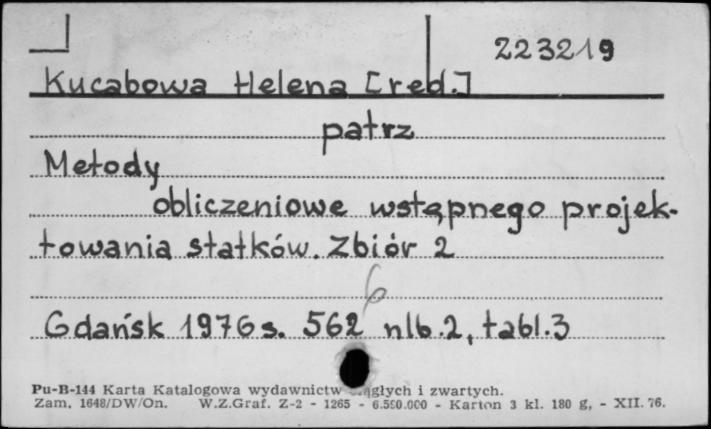 223219
Kucabowa Helena [red.]
patrz
Metody
obliczeniowe wstępnego projek-
towania statków. Zbiór 2
6
Gdańsk 1976 s. 562 nlb. 2, tabl. 3
Pu-B-144 Karta Katalogowa wydawnictw i zwartych.
Zam. 1648/DW/On. W.Z.Graf. Z-2 - 1265 - 6.590.000 - Karton 3 kl. 180 g, - XII. 76.